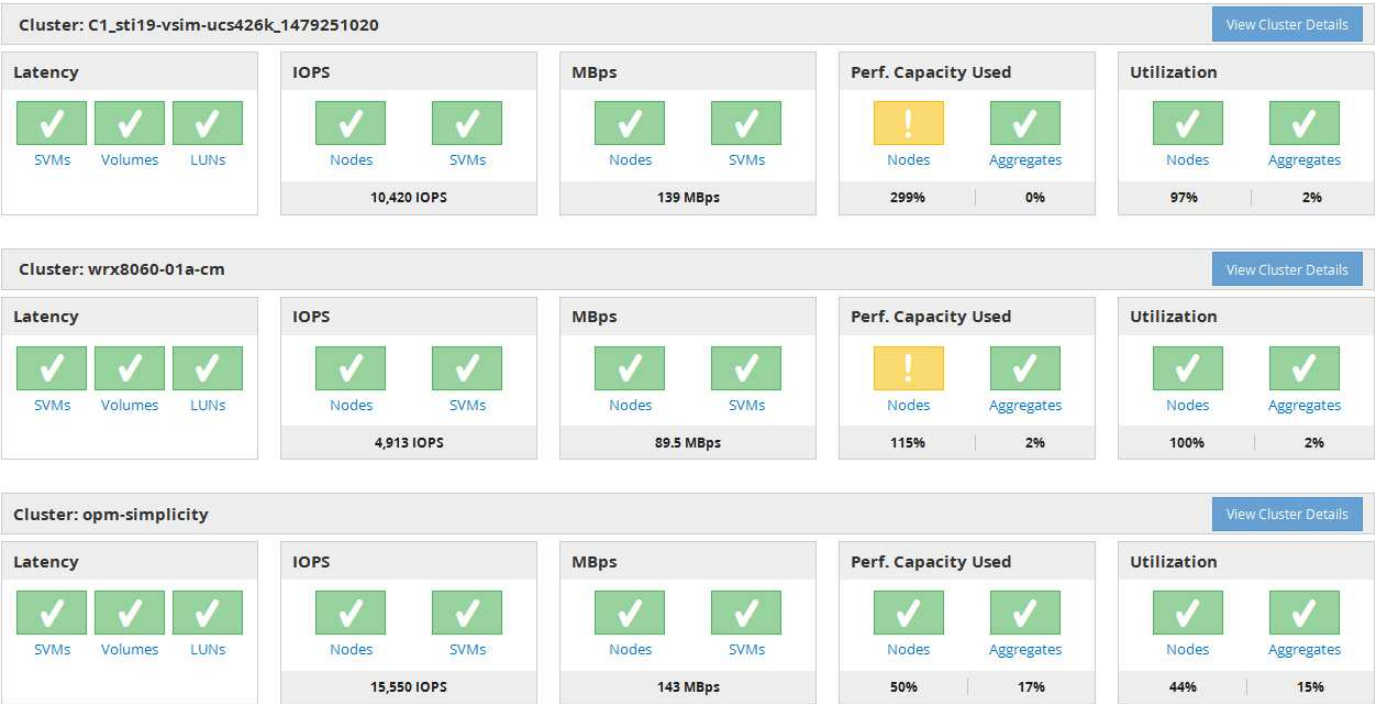 Cluster: C1_sti19-vsim-ucs426k_1479251020 View Cluster Details
Latency IOPS MBps Perf. Capacity Used Utilization
SVMs Volumes LUNs Nodes SVMs Nodes SVMs Nodes Aggregates Nodes Aggregates
10,420 IOPS 139 MBps 299% 0% 97% 2%
Cluster: wrx8060-01a-cm View Cluster Details
Latency IOPS MBps Perf. Capacity Used Utilization
SVMs Volumes LUNs Nodes SVMs Nodes SVMs Nodes Aggregates Nodes Aggregates
4,913 IOPS 89.5 MBps 115% 2% 100% 2%
Cluster: opm-simplicity View Cluster Details
Latency IOPS MBps Perf. Capacity Used Utilization
SVMs Volumes LUNs Nodes SVMs Nodes SVMs Nodes Aggregates Nodes Aggregates
15,550 IOPS 143 MBps 50% 17% 44% 15%